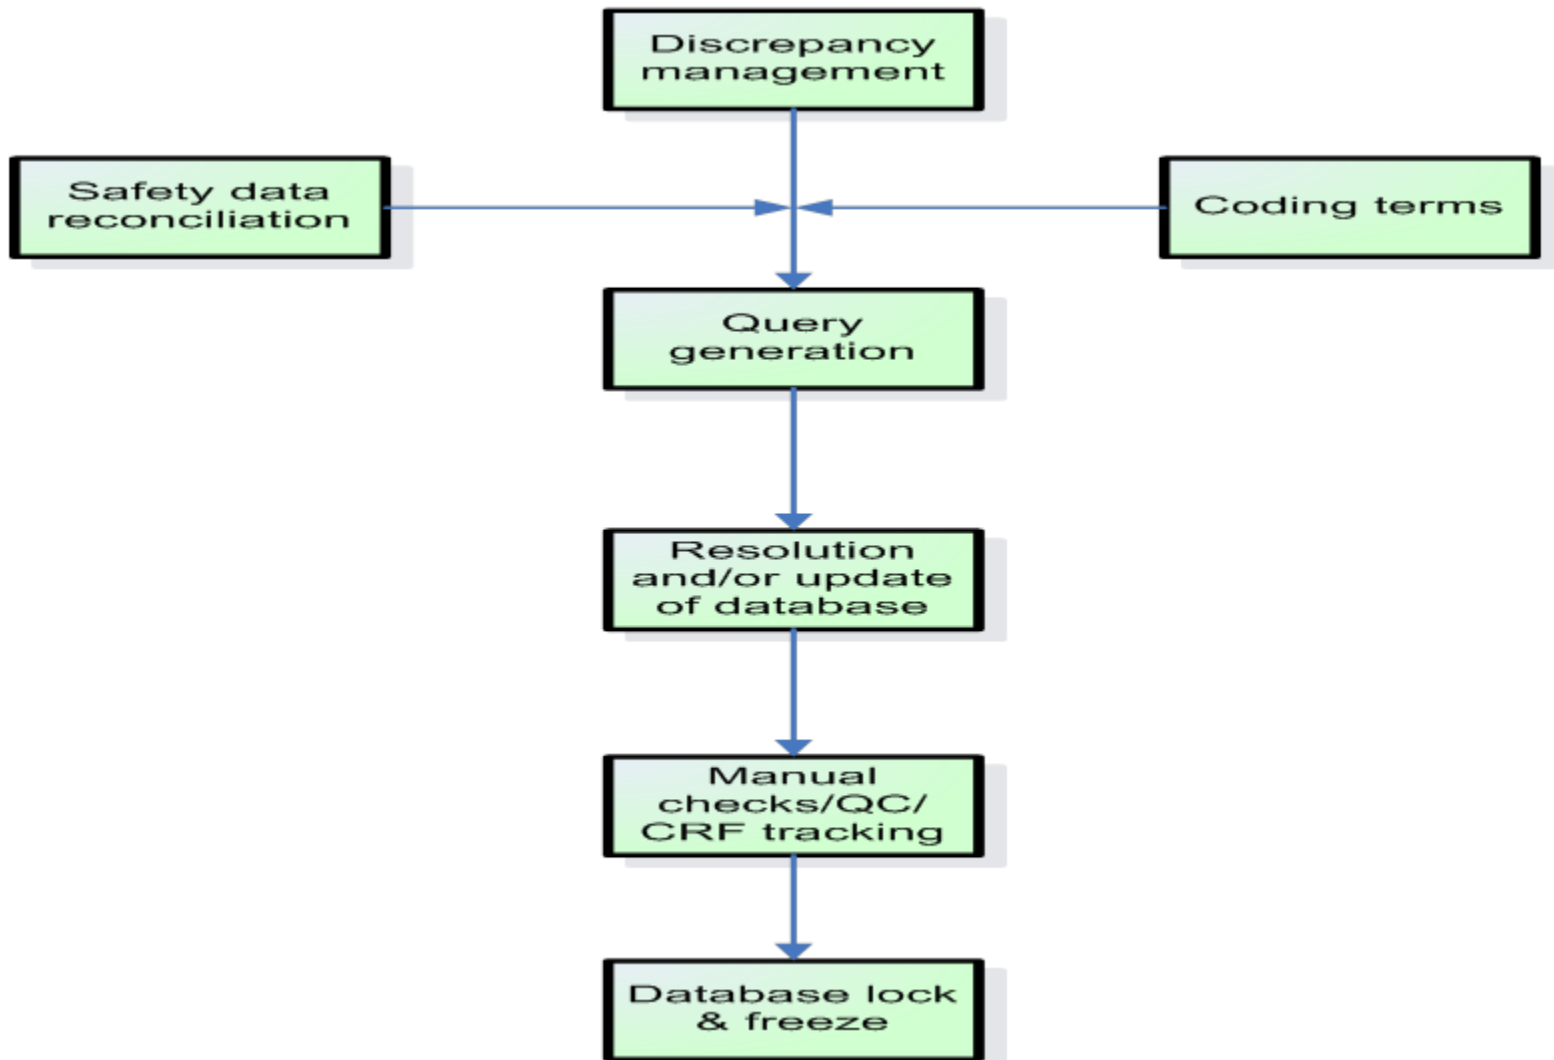 Discrepancy
management
Safety data
reconciliation
Coding terms
Query
generation
Resolution
and/or update
of database
Manual
checks/QC/
CRF tracking
Database lock
& freeze